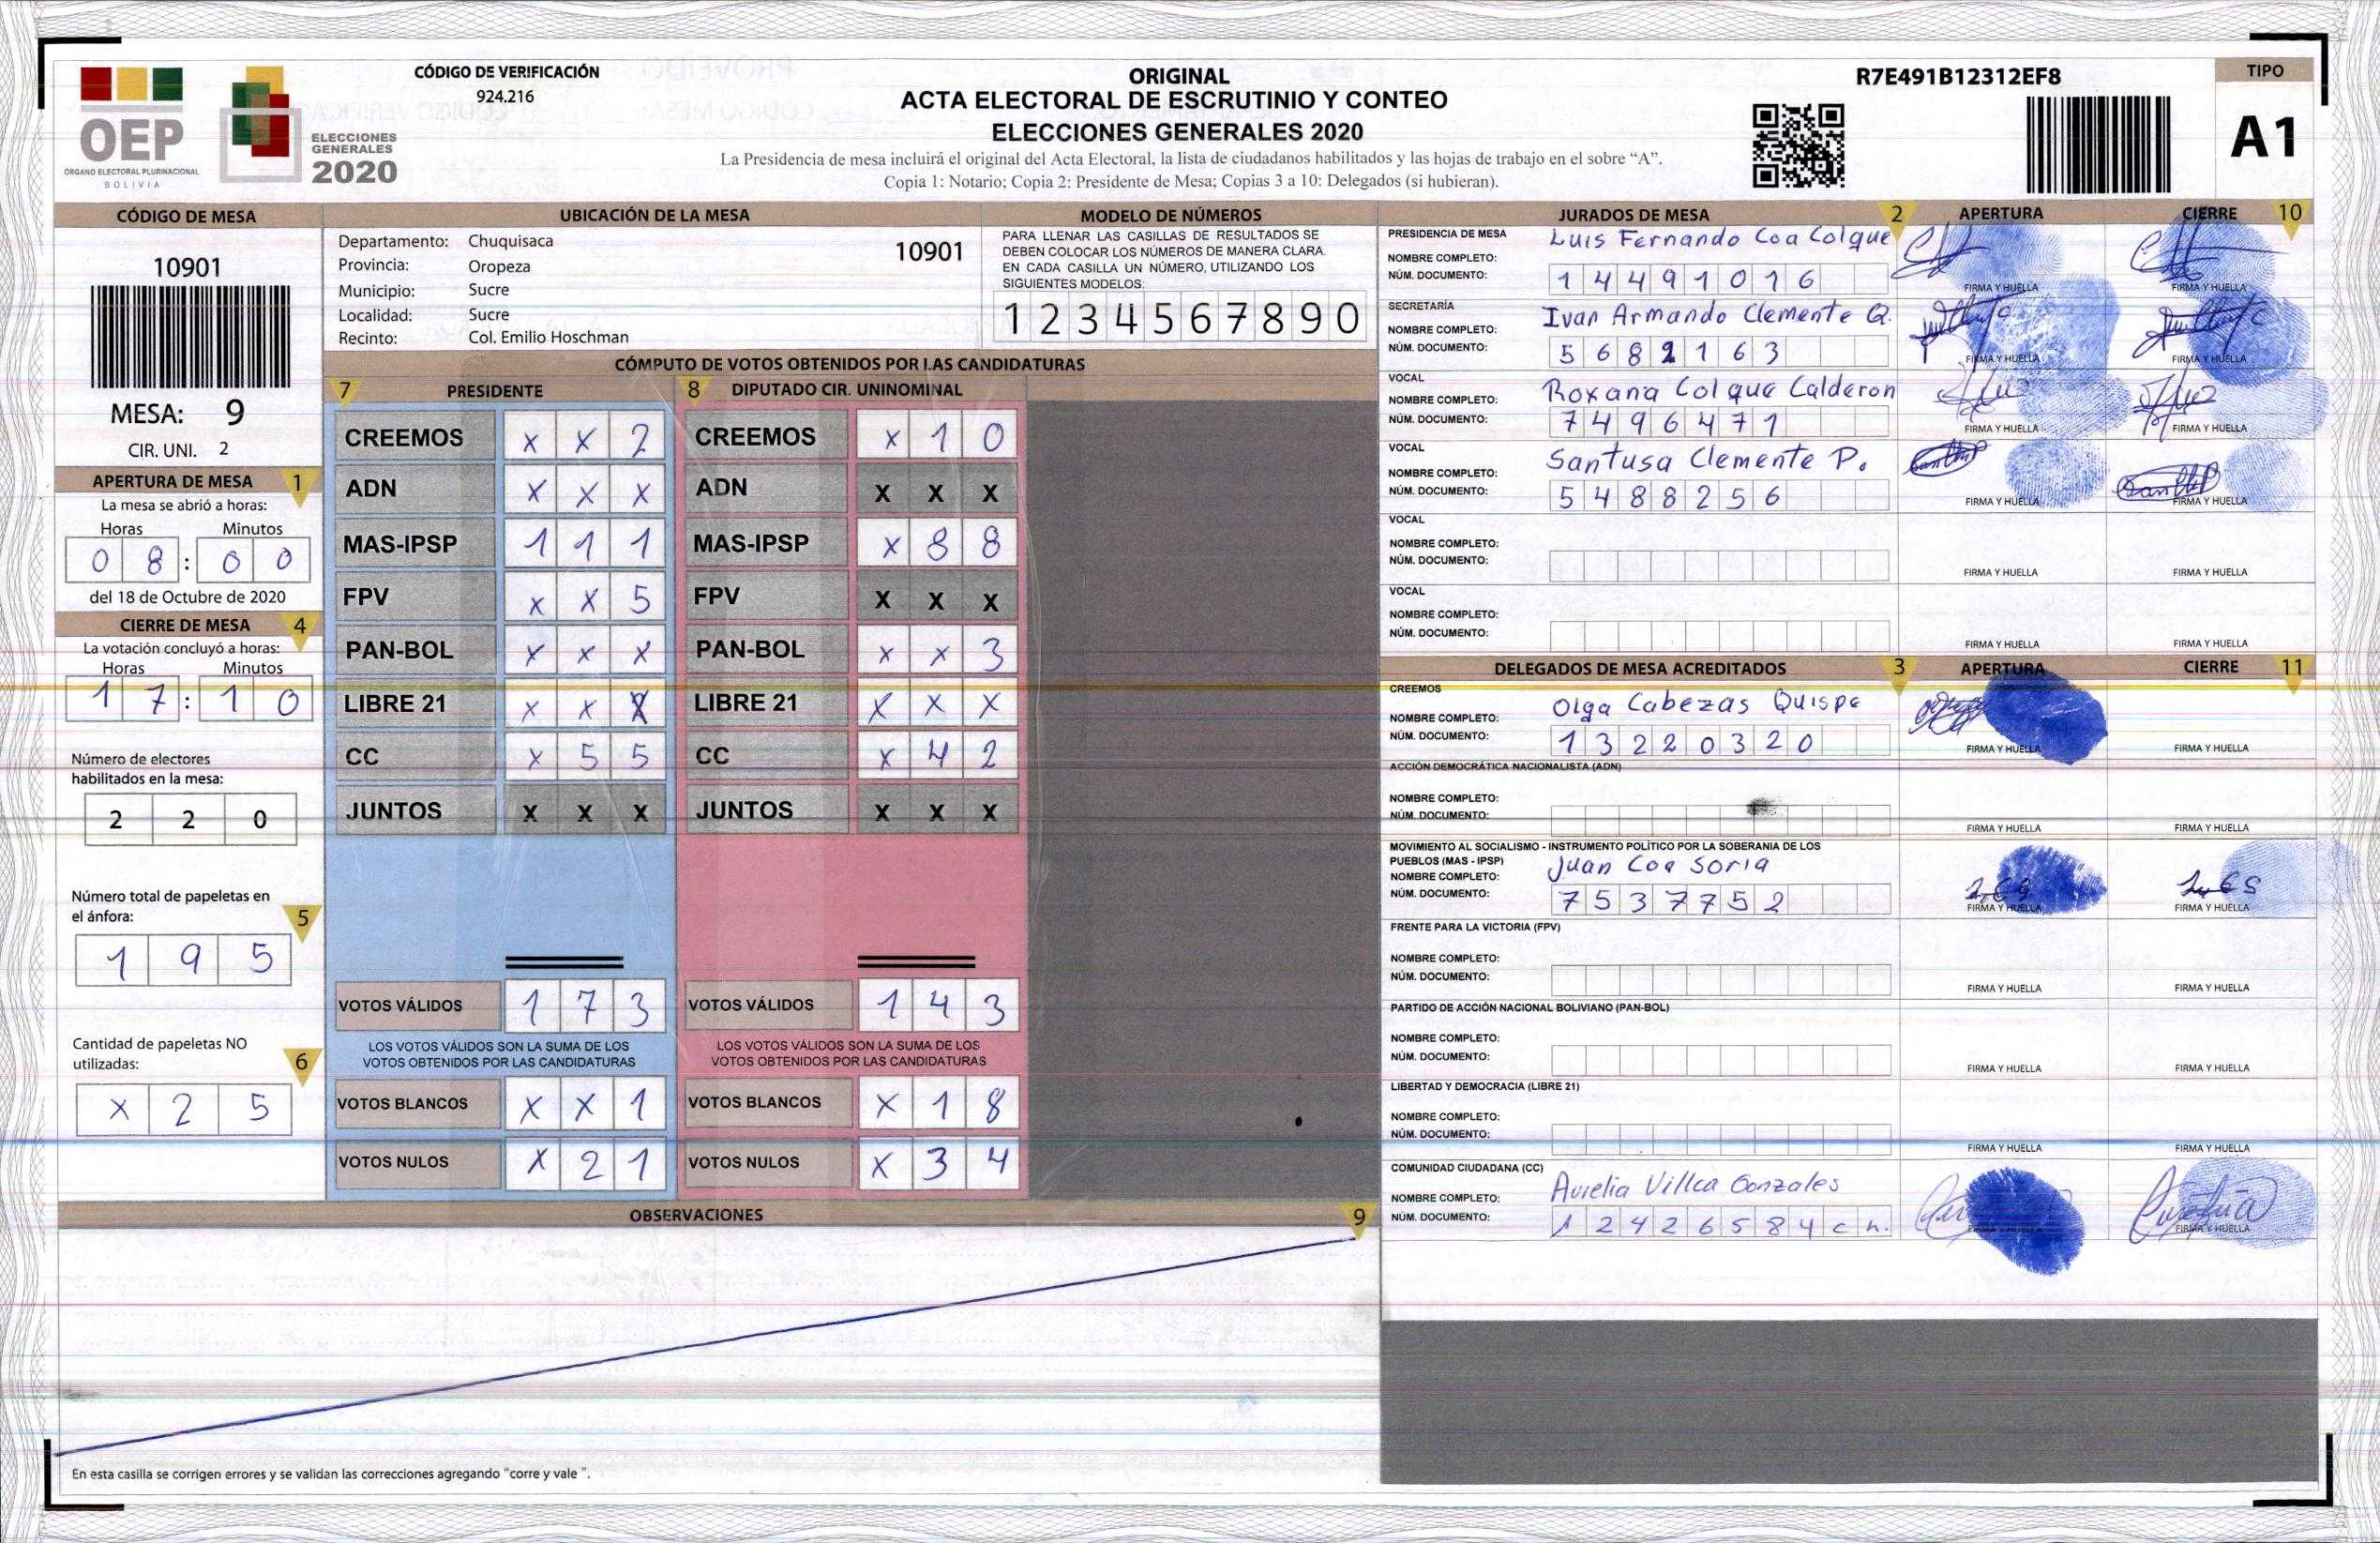 OEP
ÓRGANO ELECTORAL PLURINACIONAL
BOLIVIA
ELECCIONES
GENERALES
2020
CÓDIGO DE VERIFICACIÓN
924.216
ORIGINAL
ACTA ELECTORAL DE ESCRUTINIO Y CONTEO
ELECCIONES GENERALES 2020
La Presidencia de mesa incluirá el original del Acta Electoral, la lista de ciudadanos habilitados y las hojas de trabajo en el sobre “A”.
Copia 1: Notario; Copia 2: Presidente de Mesa; Copias 3 a 10: Delegados (si hubieran).
R7E491B12312EF8
TIPO
A1
CÓDIGO DE MESA
10901
MESA: 9
CIR. UNI. 2
APERTURA DE MESA 1
La mesa se abrió a horas:
Horas Minutos
0 8 : 0 0
del 18 de Octubre de 2020
CIERRE DE MESA 4
La votación concluyó a horas:
Horas Minutos
1 7 : 1 0
Número de electores
habilitados en la mesa:
2 2 0
Número total de papeletas en
el ánfora: 5
1 9 5
Cantidad de papeletas NO
utilizadas: 6
x 2 5
UBICACIÓN DE LA MESA
Departamento: Chuquisaca 10901
Provincia: Oropeza
Municipio: Sucre
Localidad: Sucre
Recinto: Col. Emilio Hoschman
MODELO DE NÚMEROS
PARA LLENAR LAS CASILLAS DE RESULTADOS SE
DEBEN COLOCAR LOS NÚMEROS DE MANERA CLARA.
EN CADA CASILLA UN NÚMERO, UTILIZANDO LOS
SIGUIENTES MODELOS:
1 2 3 4 5 6 7 8 9 0
CÓMPUTO DE VOTOS OBTENIDOS POR LAS CANDIDATURAS
7 PRESIDENTE
CREEMOS x x 2
ADN x x x
MAS-IPSP 1 1 1
FPV x x 5
PAN-BOL x x x
LIBRE 21 x x x
CC x 5 5
JUNTOS X X X
VOTOS VÁLIDOS 1 7 3
LOS VOTOS VÁLIDOS SON LA SUMA DE LOS
VOTOS OBTENIDOS POR LAS CANDIDATURAS
VOTOS BLANCOS x x 1
VOTOS NULOS x 2 1
8 DIPUTADO CIR. UNINOMINAL
CREEMOS x 1 0
ADN X X X
MAS-IPSP x 8 8
FPV X X X
PAN-BOL x x 3
LIBRE 21 x x x
CC x 4 2
JUNTOS X X X
VOTOS VÁLIDOS 1 4 3
LOS VOTOS VÁLIDOS SON LA SUMA DE LOS
VOTOS OBTENIDOS POR LAS CANDIDATURAS
VOTOS BLANCOS x 1 8
VOTOS NULOS x 3 4
OBSERVACIONES 9
En esta casilla se corrigen errores y se validan las correcciones agregando “corre y vale ”.
JURADOS DE MESA 2 APERTURA CIERRE 10
PRESIDENCIA DE MESA Luis Fernando Coa Colque
NOMBRE COMPLETO:
NÚM. DOCUMENTO: 1 4 4 9 1 0 1 6
FIRMA Y HUELLA FIRMA Y HUELLA
SECRETARÍA Ivan Armando Clemente Q.
NOMBRE COMPLETO:
NÚM. DOCUMENTO: 5 6 8 1 1 6 3
FIRMA Y HUELLA FIRMA Y HUELLA
VOCAL
NOMBRE COMPLETO: Roxana Colque Calderon
NÚM. DOCUMENTO: 7 4 9 6 4 7 1
FIRMA Y HUELLA FIRMA Y HUELLA
VOCAL
NOMBRE COMPLETO: Santusa Clemente P.
NÚM. DOCUMENTO: 5 4 8 8 2 5 6
FIRMA Y HUELLA FIRMA Y HUELLA
VOCAL
NOMBRE COMPLETO:
NÚM. DOCUMENTO:
FIRMA Y HUELLA FIRMA Y HUELLA
VOCAL
NOMBRE COMPLETO:
NÚM. DOCUMENTO:
FIRMA Y HUELLA FIRMA Y HUELLA
DELEGADOS DE MESA ACREDITADOS 3 APERTURA CIERRE 11
CREEMOS
NOMBRE COMPLETO: Olga Cabezas Quispe
NÚM. DOCUMENTO: 1 3 2 2 0 3 2 0
FIRMA Y HUELLA FIRMA Y HUELLA
ACCIÓN DEMOCRÁTICA NACIONALISTA (ADN)
NOMBRE COMPLETO:
NÚM. DOCUMENTO:
FIRMA Y HUELLA FIRMA Y HUELLA
MOVIMIENTO AL SOCIALISMO - INSTRUMENTO POLÍTICO POR LA SOBERANIA DE LOS
PUEBLOS (MAS - IPSP)
NOMBRE COMPLETO: Juan Coa Soria
NÚM. DOCUMENTO: 7 5 3 7 7 5 2
FIRMA Y HUELLA FIRMA Y HUELLA
FRENTE PARA LA VICTORIA (FPV)
NOMBRE COMPLETO:
NÚM. DOCUMENTO:
FIRMA Y HUELLA FIRMA Y HUELLA
PARTIDO DE ACCIÓN NACIONAL BOLIVIANO (PAN-BOL)
NOMBRE COMPLETO:
NÚM. DOCUMENTO:
FIRMA Y HUELLA FIRMA Y HUELLA
LIBERTAD Y DEMOCRACIA (LIBRE 21)
NOMBRE COMPLETO:
NÚM. DOCUMENTO:
FIRMA Y HUELLA FIRMA Y HUELLA
COMUNIDAD CIUDADANA (CC)
NOMBRE COMPLETO: Aurelia Villca Gonzales
NÚM. DOCUMENTO: 1 2 4 2 6 5 8 4 c h.
FIRMA Y HUELLA FIRMA Y HUELLA